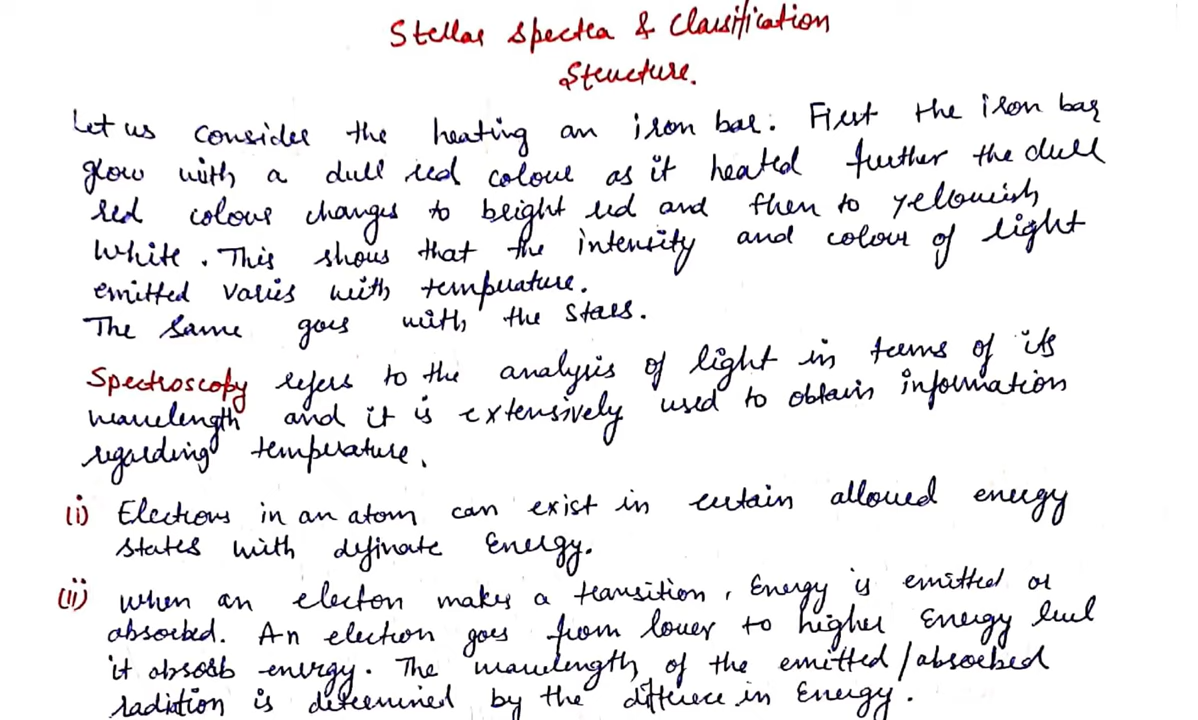 Stellar spectra & Classification
Structure.
Let us consider the heating an iron bar. First the iron bar
glow with a dull red colour as it heated further the dull
red colour changes to bright red and then to yellowish
white. This shows that the intensity and colour of light
emitted varies with temperature.
The same goes with the stars.
Spectroscopy refers to the analysis of light in terms of its
wavelength and it is extensively used to obtain information
regarding temperature.
(i) Electrons in an atom can exist in certain allowed energy
states with definate Energy.
(ii) when an electon makes a transition, Energy is emitted or
absorbed. An election goes from lower to higher Energy level
it absorb energy. The wavelength of the emitted/absorbed
radiation is determined by the differece in Energy.